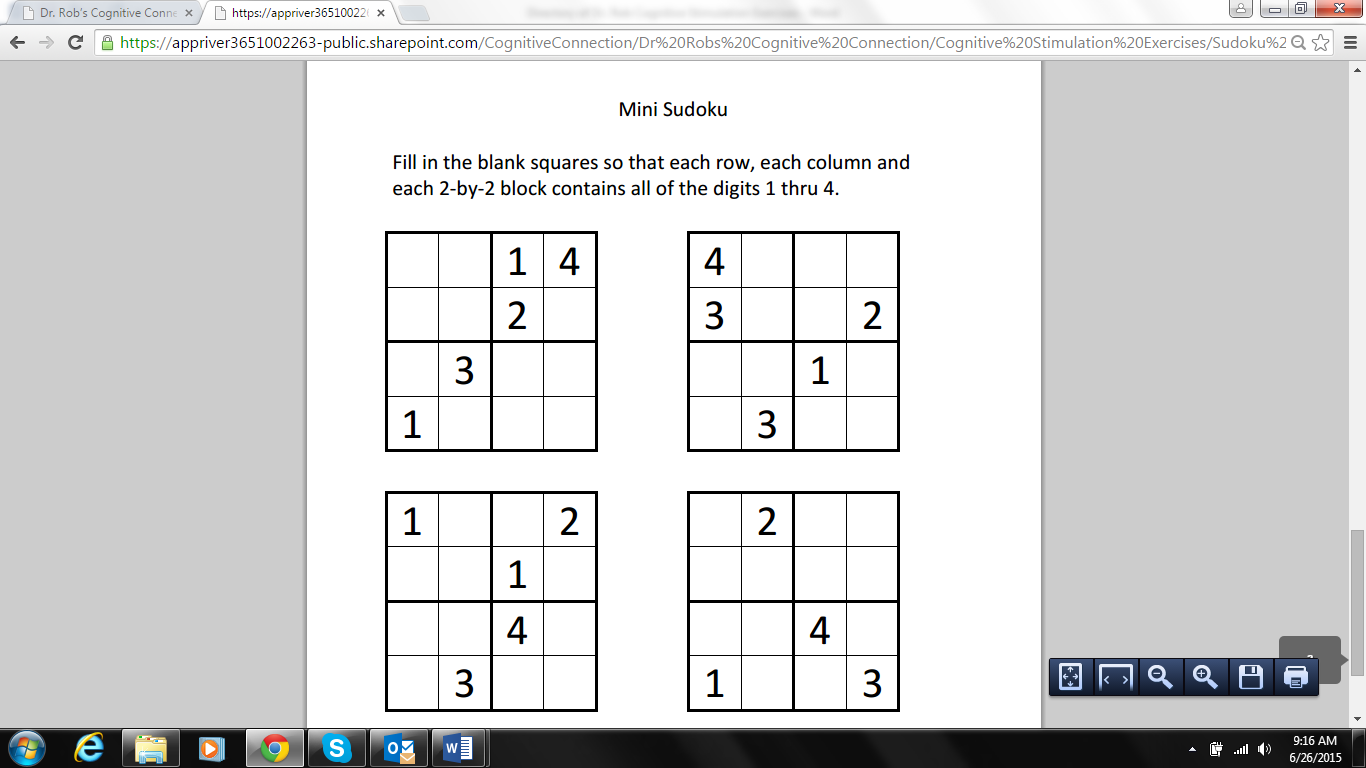 Dr. Rob's Cognitive Conne
https://appriver365100226
https://appriver3651002263-public.sharepoint.com/CognitiveConnection/Dr%20Robs%20Cognitive%20Connection/Cognitive%20Stimulation%20Exercises/Sudoku%2
Mini Sudoku
Fill in the blank squares so that each row, each column and
each 2-by-2 block contains all of the digits 1 thru 4.
1 4 4
2 3 2
3 1
1 3
1 2 2
1
4 4
3 1 3
9:16 AM
6/26/2015